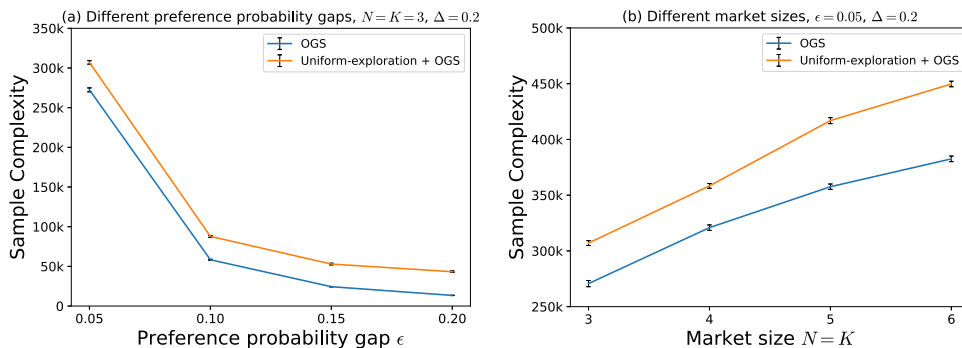 (a) Different preference probability gaps, N = K = 3, Δ = 0.2
350k
300k
250k
200k
150k
100k
50k
0
0.05
0.10
0.15
0.20
Sample Complexity
Preference probability gap ϵ
OGS
Uniform-exploration + OGS
(b) Different market sizes, ϵ = 0.05, Δ = 0.2
500k
450k
400k
350k
300k
250k
3
4
5
6
Sample Complexity
Market size N = K
OGS
Uniform-exploration + OGS